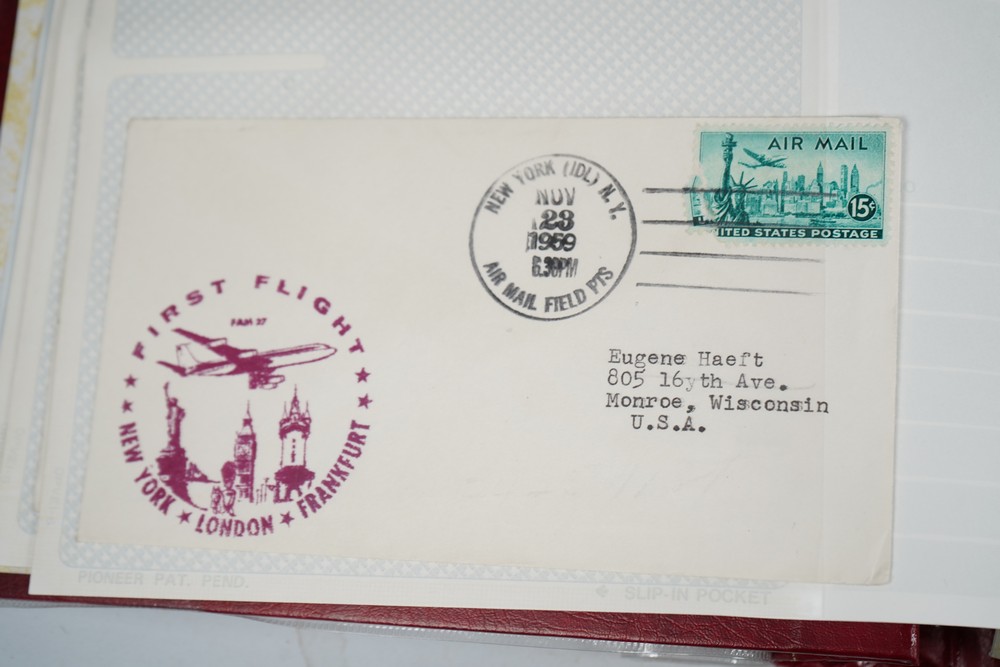 AIR MAIL
15¢
UNITED STATES POSTAGE
NEW YORK (IDL) N.Y.
NOV
23
1959
6:30PM
AIR MAIL FIELD PTS
FIRST FLIGHT
FAM 27
NEW YORK ★ LONDON ★ FRANKFURT
Eugene Haeft
805 16yth Ave.
Monroe, Wisconsin
U.S.A.
PIONEER PAT. PEND.
SLIP-IN POCKET